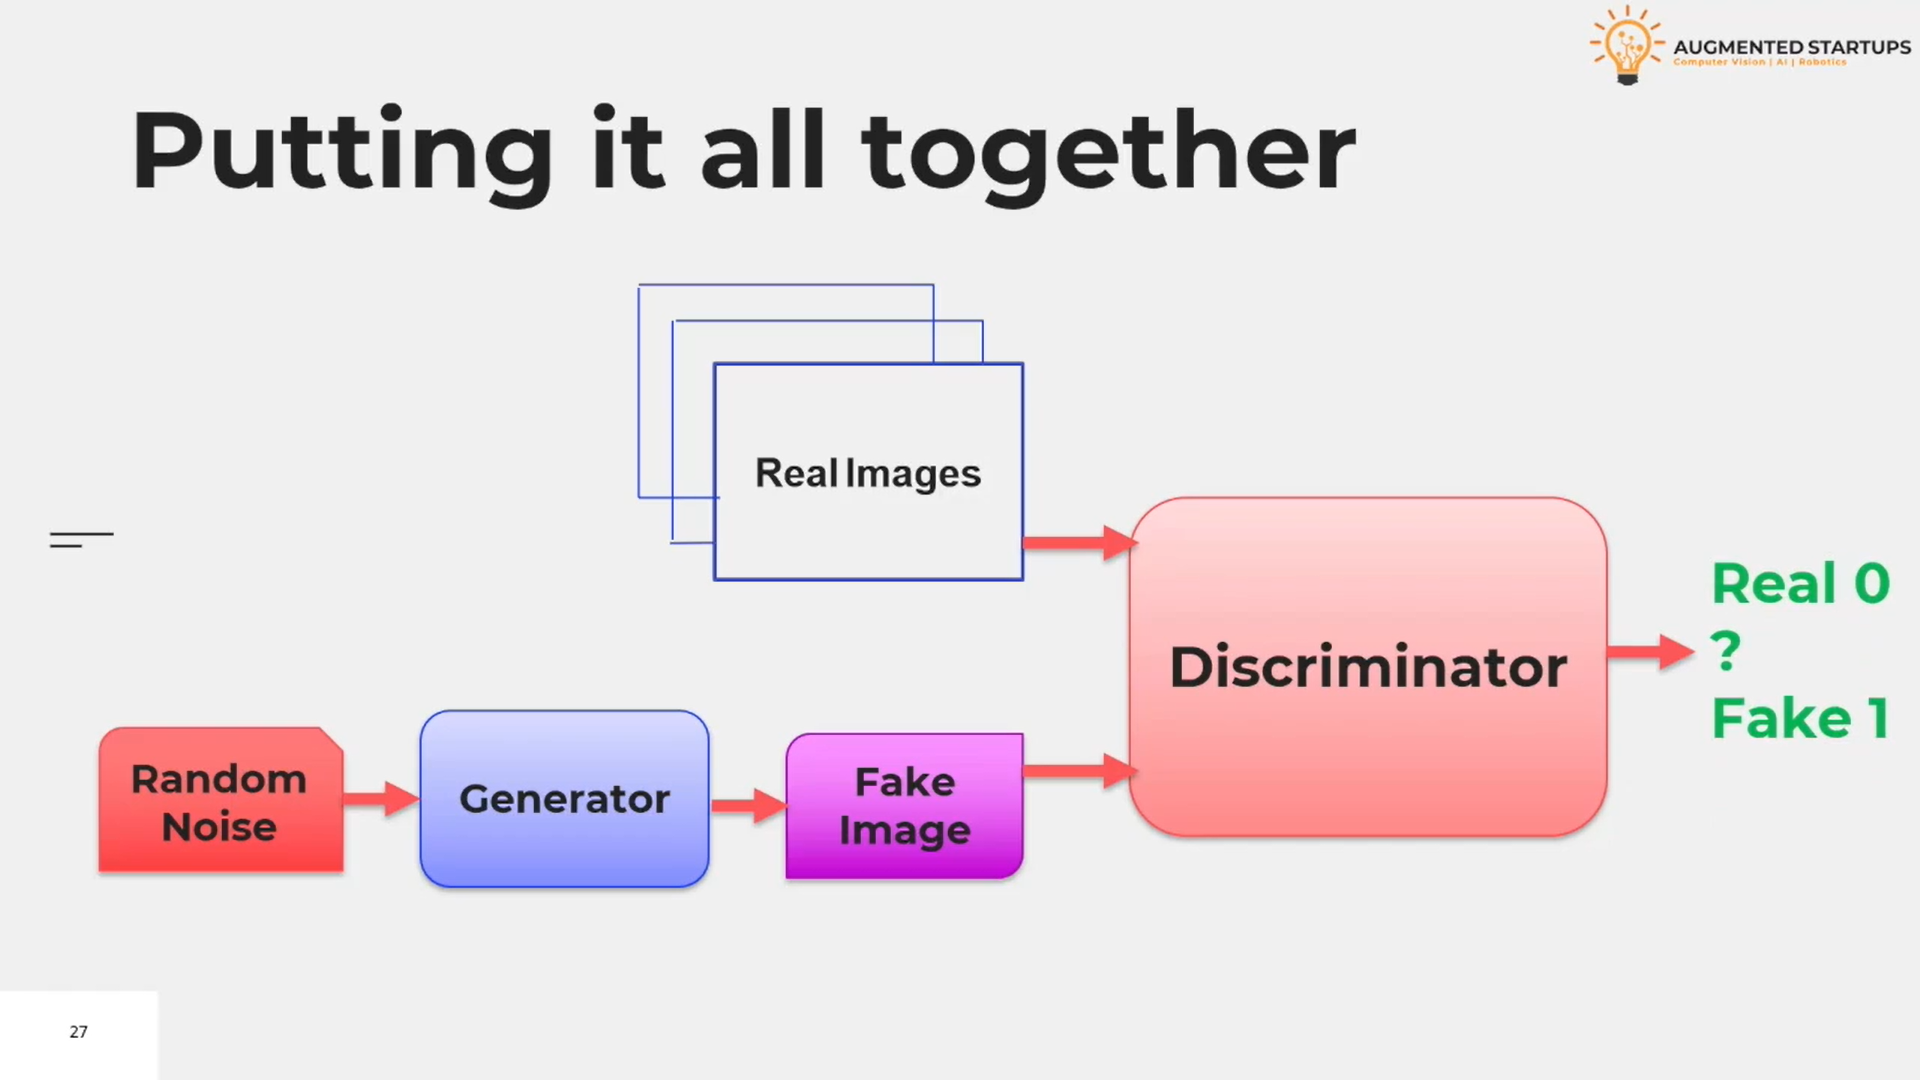 AUGMENTED STARTUPS
Computer Vision | AI | Robotics
Putting it all together
Real Images
Discriminator
Real 0
?
Fake 1
Random
Noise
Generator
Fake
Image
27